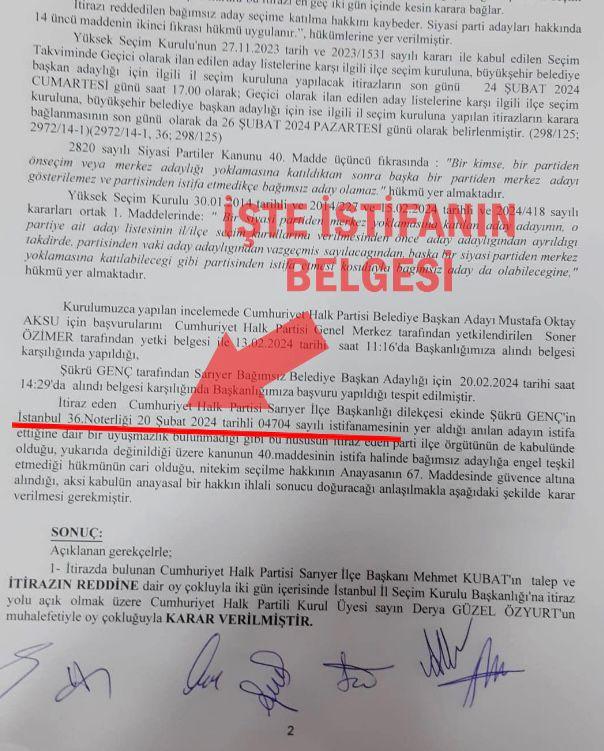 İtirazı reddedilen bağımsız aday seçime katılma hakkını kaybeder. Siyasi parti adayları hakkında
14 üncü maddenin ikinci fıkrası hükmü uygulanır.”, hükümlerine yer verilmiştir.
Yüksek Seçim Kurulu'nun 27.11.2023 tarih ve 2023/1531 sayılı kararı ile kabul edilen Seçim
Takviminde Geçici olarak ilan edilen aday listelerine karşı ilgili ilçe seçim kuruluna, büyükşehir belediye
başkan adaylığı için ilgili il seçim kuruluna yapılacak itirazların son günü 24 ŞUBAT 2024
CUMARTESİ günü saat 17.00 olarak; Geçici olarak ilan edilen aday listelerine karşı ilgili ilçe seçim
kuruluna, büyükşehir belediye başkan adaylığı için ise ilgili il seçim kuruluna yapılan itirazların karara
bağlanmasının son günü olarak da 26 ŞUBAT 2024 PAZARTESİ günü olarak belirlenmiştir. (298/125;
2972/14-1)(2972/14-1, 36; 298/125)
2820 sayılı Siyasi Partiler Kanunu 40. Madde üçüncü fıkrasında : "Bir kimse, bir partiden
önseçim veya merkez adaylığı yoklamasına katıldıktan sonra başka bir partiden merkez adayı
gösterilemez ve partisinden istifa etmedikçe bağımsız aday olamaz." hükmü yer almaktadır.
Yüksek Seçim Kurulu 30.01.2014 tarihli ve 2014/227 tarihli ve 2024/418 sayılı
kararları ortak 1. Maddelerinde: " Bir siyasi partiden merkez yoklamasına katılan aday adayının, o
partiye ait aday listesinin il/ilçe seçim kurullarına verilmesinden önce aday adaylığından ayrıldığı
takdirde, partisinden vaki aday adaylığından vazgeçmiş sayılacağından, başka bir siyasi partiden merkez
yoklamasına katılabilecegi gibi partisinden istifa etmesi koşuluyla bağımsız aday da olabilecegine,"
hükmü yer almaktadır.
İŞTE İSTİFANIN
BELGESİ
Kurulumuzca yapılan incelemede Cumhuriyet Halk Partisi Belediye Başkan Adayı Mustafa Oktay
AKSU için başvurularını Cumhuriyet Halk Partisi Genel Merkez tarafından yetkilendirilen Soner
ÖZİMER tarafından yetki belgesi ile 13.02.2024 tarihi saat 11:16'da Başkanlığımıza alındı belgesi
karşılığında yapıldığı,
Şükrü GENÇ tarafından Sarıyer Bağımsız Belediye Başkan Adaylığı için 20.02.2024 tarihi saat
14:29'da alındı belgesi karşılığında Başkanlığımıza başvuru yapıldığı tespit edilmiştir.
İtiraz eden Cumhuriyet Halk Partisi Sarıyer İlçe Başkanlığı dilekçesi ekinde Şükrü GENÇ'in
İstanbul 36.Noterliği 20 Şubat 2024 tarihli 04704 sayılı istifanamesinin yer aldığı anılan adayın istifa
ettiğine dair bir uyuşmazlık bulunmadığı gibi bu hususun itiraz eden parti ilçe örgütünün de kabulünde
olduğu, yukarıda değinildiği üzere kanunun 40.maddesinin istifa halinde bağımsız adaylığa engel teşkil
etmediği hükmünün cari olduğu, nitekim seçilme hakkının Anayasanın 67. Maddesinde güvence altına
alındığı, aksi kabulün anayasal bir hakkın ihlali sonucu doğuracağı anlaşılmakla aşağıdaki şekilde karar
verilmesi gerekmiştir.
SONUÇ:
Açıklanan gerekçelrle;
1- İtirazda bulunan Cumhuriyet Halk Partisi Sarıyer İlçe Başkanı Mehmet KUBAT'ın talep ve
İTİRAZIN REDDİNE dair oy çokluyla iki gün içerisinde İstanbul İl Seçim Kurulu Başkanlığı'na itiraz
yolu açık olmak üzere Cumhuriyet Halk Partili Kurul Üyesi sayın Derya GÜZEL ÖZYURT'un
muhalefetiyle oy çokluğuyla KARAR VERİLMİŞTİR.
2